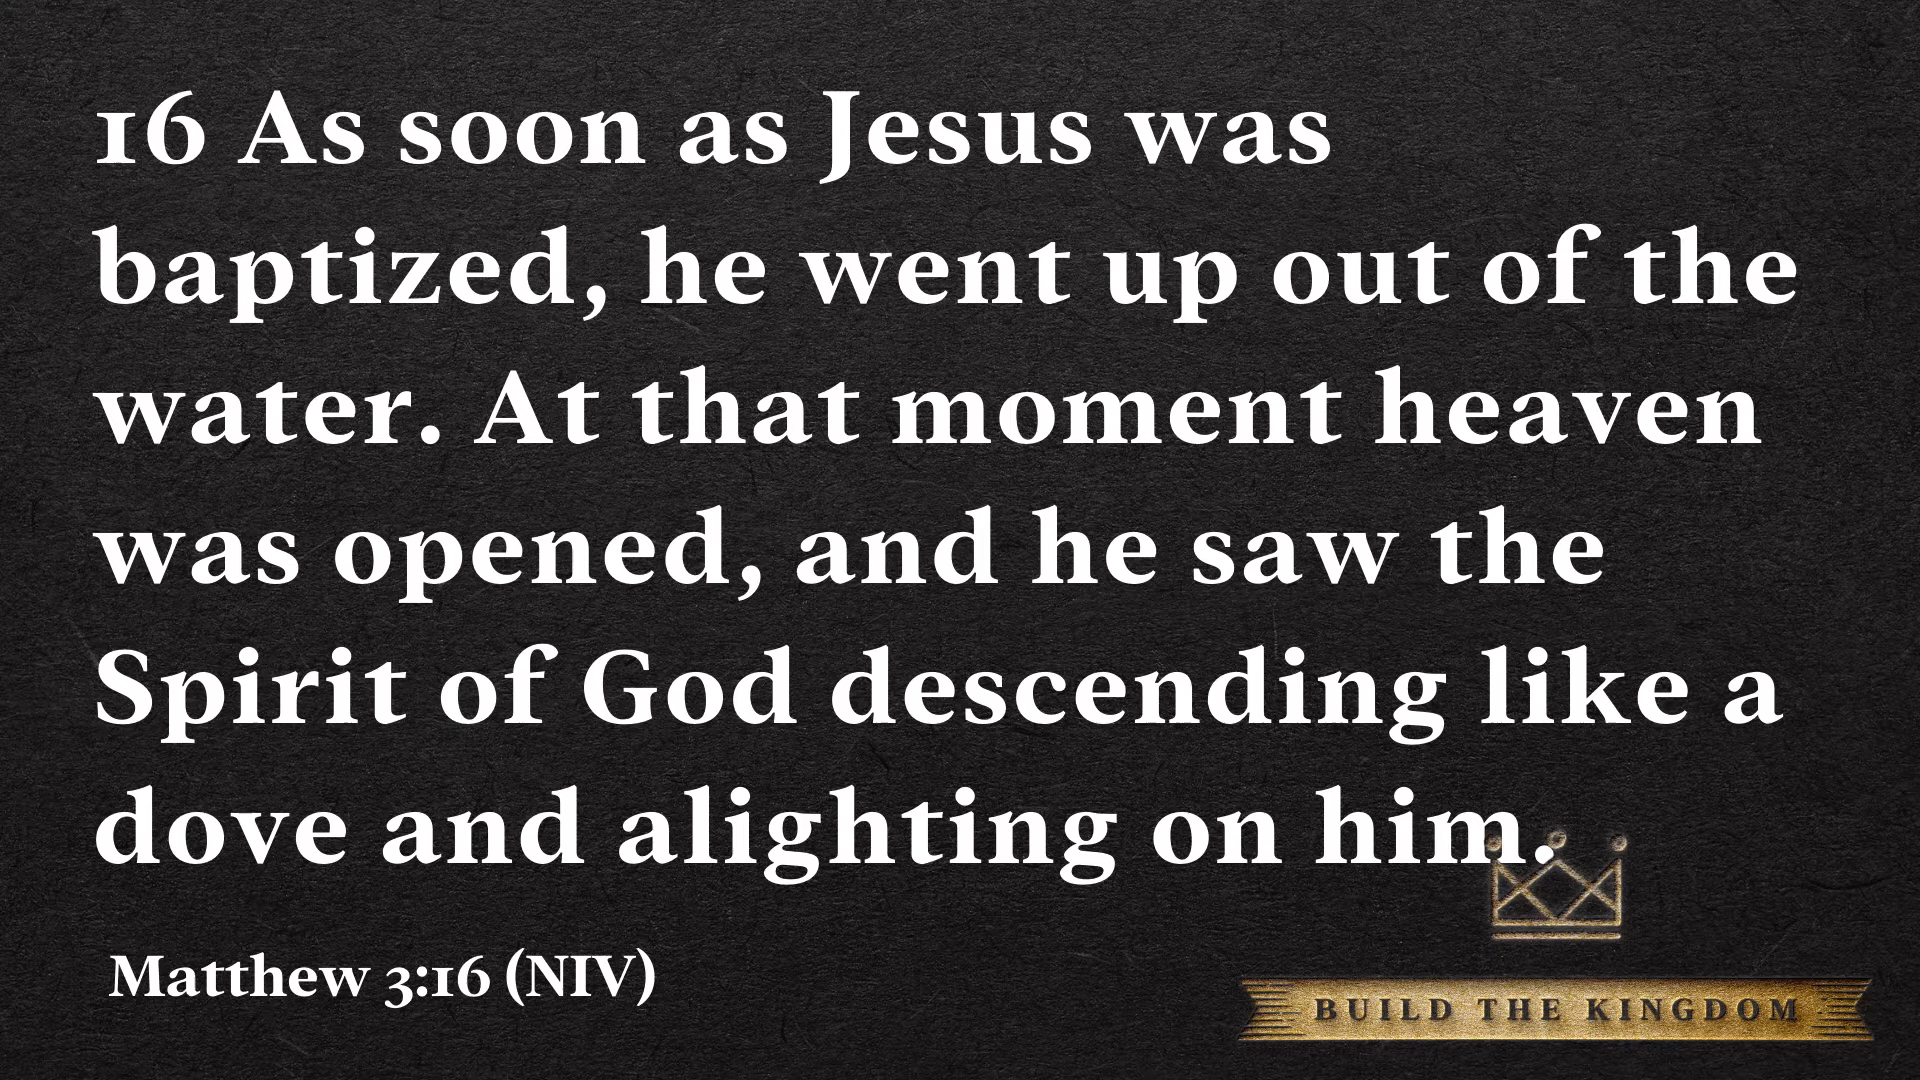 16 As soon as Jesus was
baptized, he went up out of the
water. At that moment heaven
was opened, and he saw the
Spirit of God descending like a
dove and alighting on him.
Matthew 3:16 (NIV)
BUILD THE KINGDOM